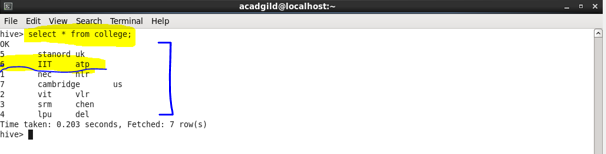 acadgild@localhost:~
File Edit View Search Terminal Help
hive> select * from college;
OK
5 stanord uk
6 IIT atp
1 nec nlr
7 cambridge us
2 vit vlr
3 srm chen
4 lpu del
Time taken: 0.203 seconds, Fetched: 7 row(s)
hive>